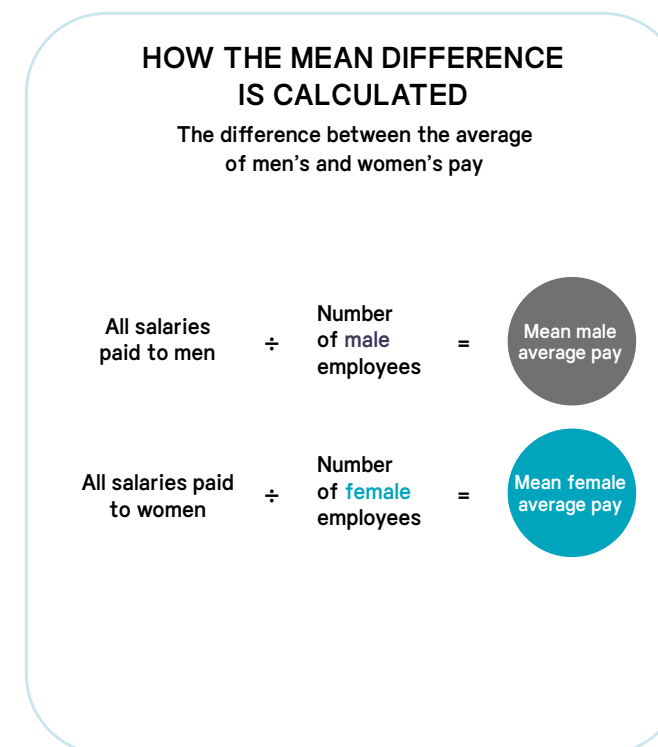 HOW THE MEAN DIFFERENCE
IS CALCULATED
The difference between the average
of men’s and women’s pay
All salaries
paid to men
÷
Number
of male
employees
=
Mean male
average pay
All salaries paid
to women
÷
Number
of female
employees
=
Mean female
average pay